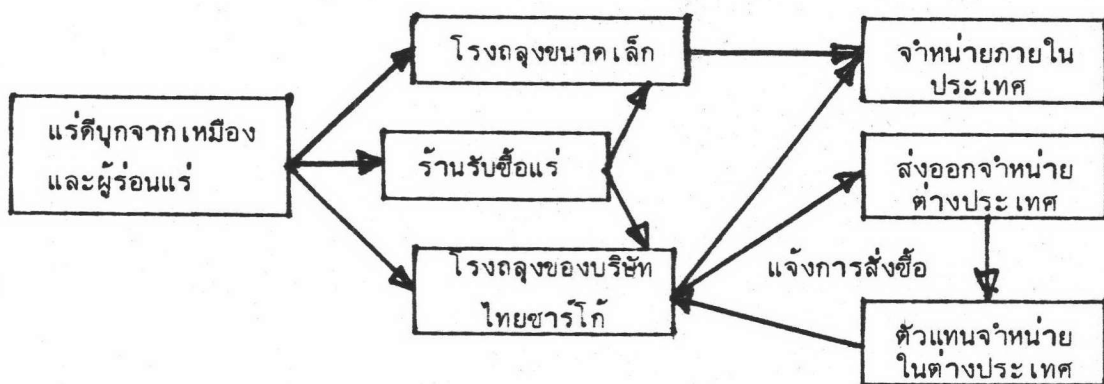 โรงถลุงขนาดเล็ก
จำหน่ายภายใน
ประเทศ
แร่ดีบุกจากเหมือง
และผู้ร่อนแร่
ร้านรับซื้อแร่
ส่งออกจำหน่าย
ต่างประเทศ
โรงถลุงของบริษัท
ไทยซาร์โก้
แจ้งการสั่งซื้อ
ตัวแทนจำหน่าย
ในต่างประเทศ